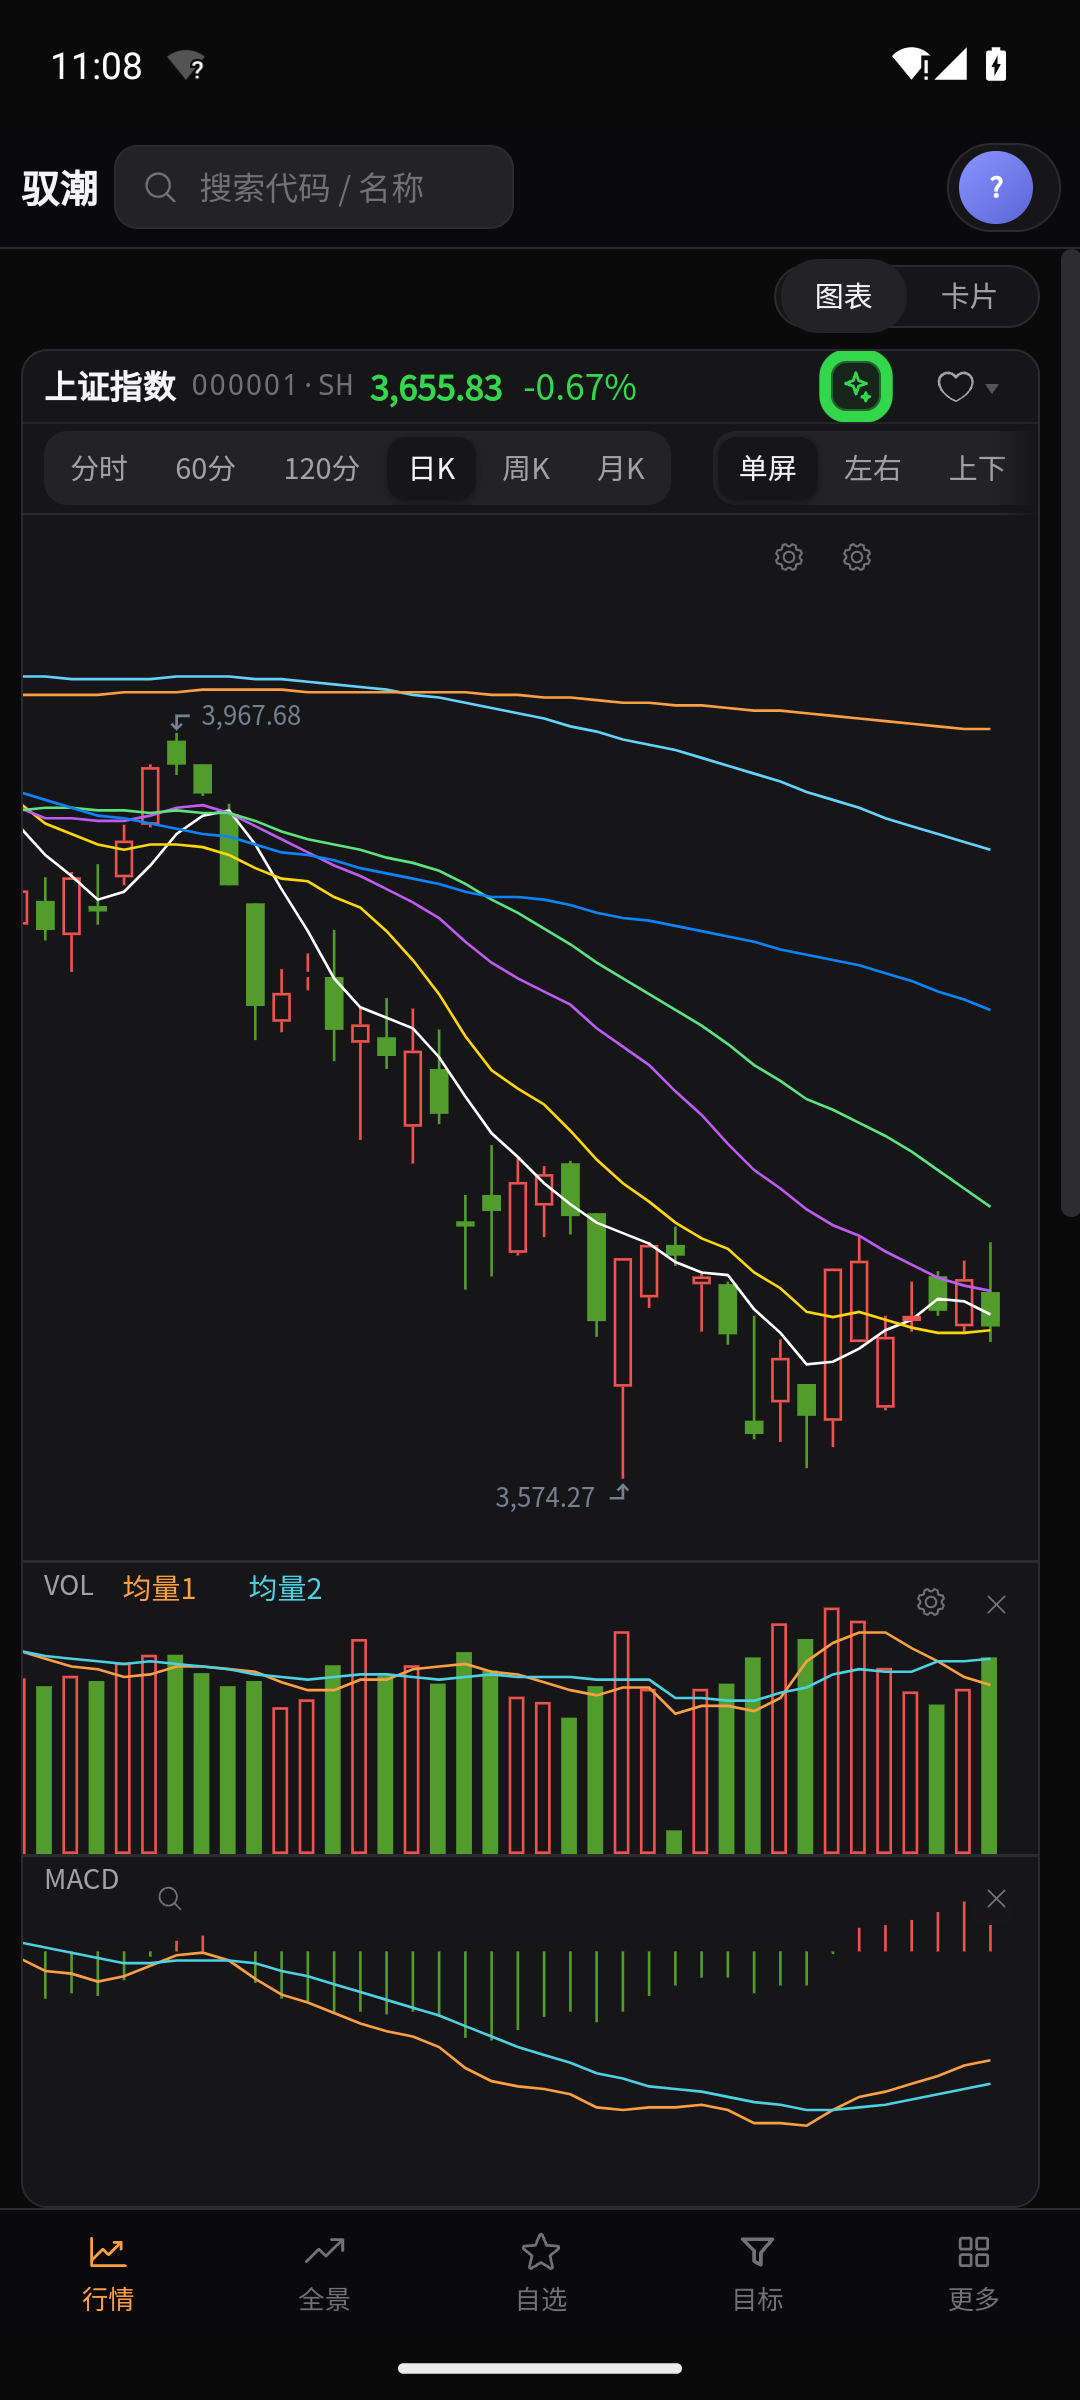 11:08
驭潮
搜索代码 / 名称
?
图表 卡片
上证指数 000001·SH 3,655.83 -0.67%
分时 60分 120分 日K 周K 月K 单屏 左右 上下
3,967.68
3,574.27
VOL 均量1 均量2
MACD
行情 全景 自选 目标 更多